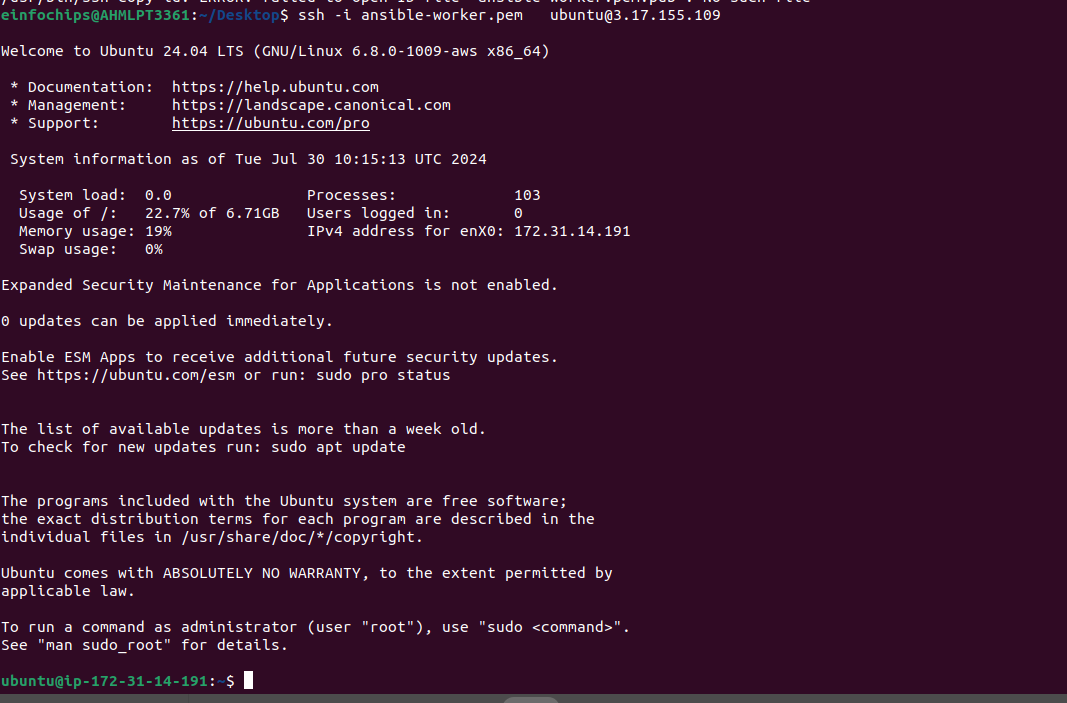 einfochips@AHMLPT3361:~/Desktop$ ssh -i ansible-worker.pem   ubuntu@3.17.155.109
Welcome to Ubuntu 24.04 LTS (GNU/Linux 6.8.0-1009-aws x86_64)
 * Documentation:  https://help.ubuntu.com
 * Management:     https://landscape.canonical.com
 * Support:        https://ubuntu.com/pro
 System information as of Tue Jul 30 10:15:13 UTC 2024
  System load:  0.0               Processes:             103
  Usage of /:   22.7% of 6.71GB   Users logged in:       0
  Memory usage: 19%               IPv4 address for enX0: 172.31.14.191
  Swap usage:   0%
Expanded Security Maintenance for Applications is not enabled.
0 updates can be applied immediately.
Enable ESM Apps to receive additional future security updates.
See https://ubuntu.com/esm or run: sudo pro status
The list of available updates is more than a week old.
To check for new updates run: sudo apt update
The programs included with the Ubuntu system are free software;
the exact distribution terms for each program are described in the
individual files in /usr/share/doc/*/copyright.
Ubuntu comes with ABSOLUTELY NO WARRANTY, to the extent permitted by
applicable law.
To run a command as administrator (user "root"), use "sudo <command>".
See "man sudo_root" for details.
ubuntu@ip-172-31-14-191:~$